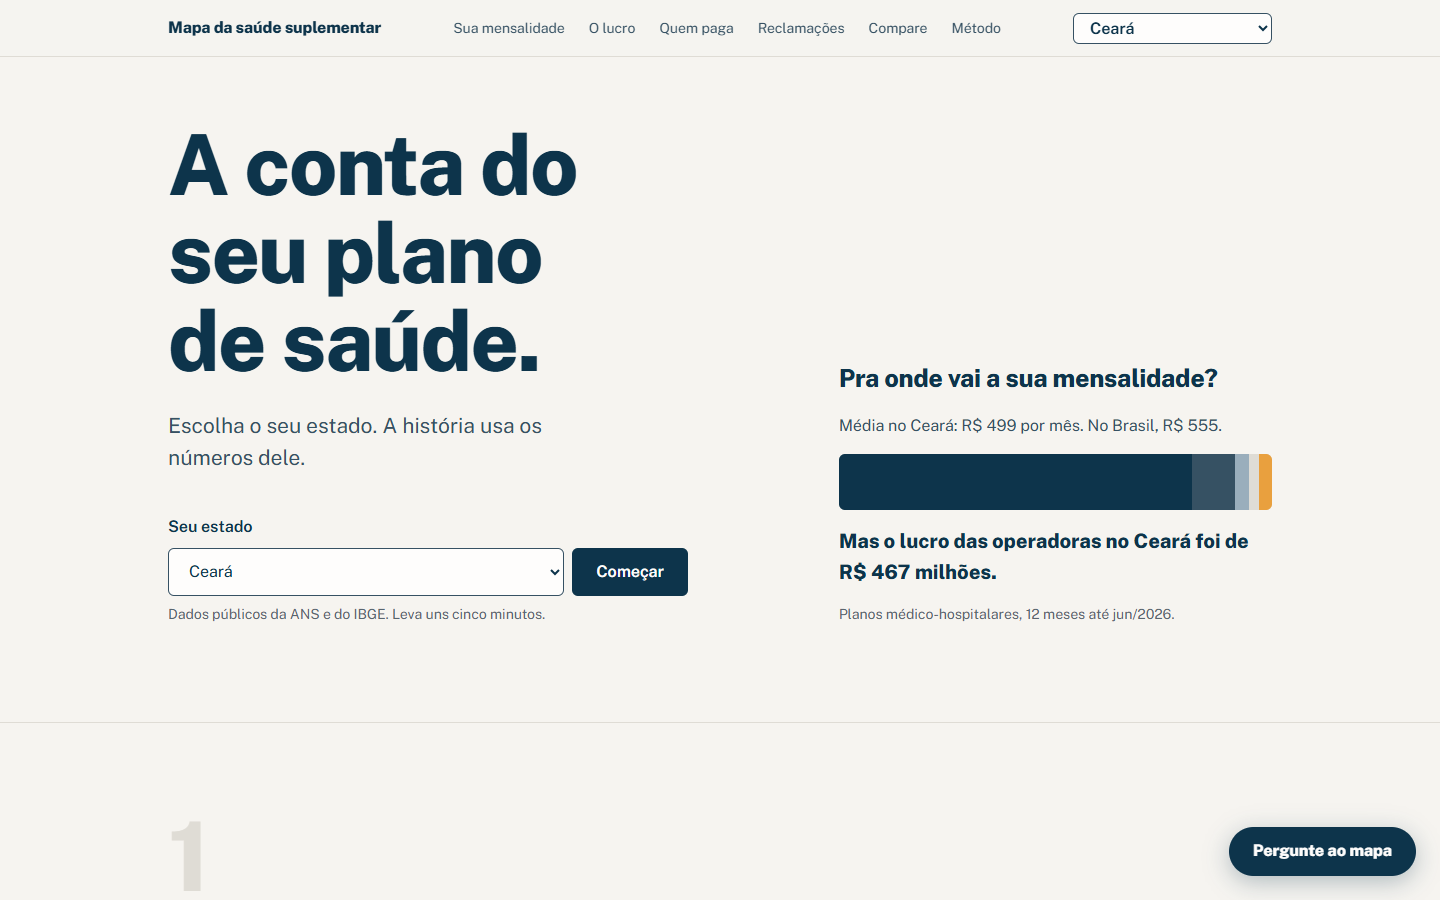 Mapa da saúde suplementar
Sua mensalidade
O lucro
Quem paga
Reclamações
Compare
Método
Ceará
A conta do
seu plano
de saúde.
Escolha o seu estado. A história usa os
números dele.
Seu estado
Ceará
Começar
Dados públicos da ANS e do IBGE. Leva uns cinco minutos.
Pra onde vai a sua mensalidade?
Média no Ceará: R$ 499 por mês. No Brasil, R$ 555.
Mas o lucro das operadoras no Ceará foi de
R$ 467 milhões.
Planos médico-hospitalares, 12 meses até jun/2026.
1
Pergunte ao mapa